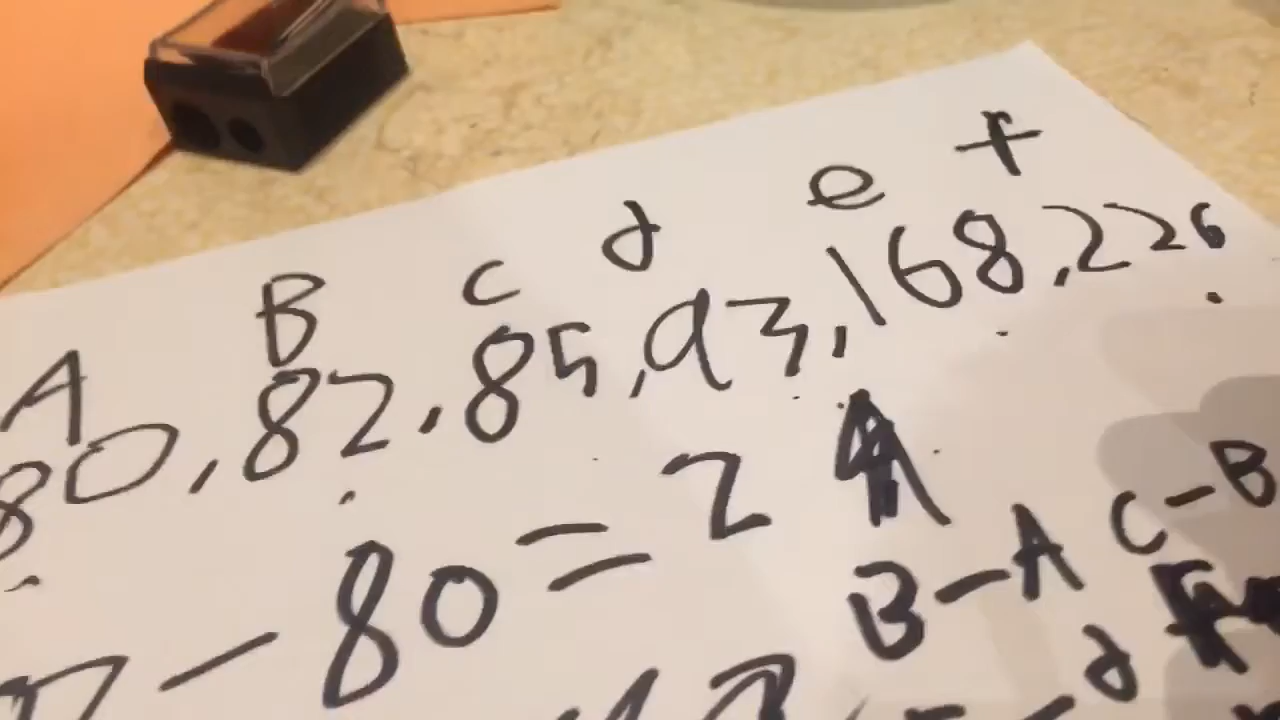 A B C d e f
80, 82, 85, 93, 168, 226
- 80 = 2
B-A C-B
d